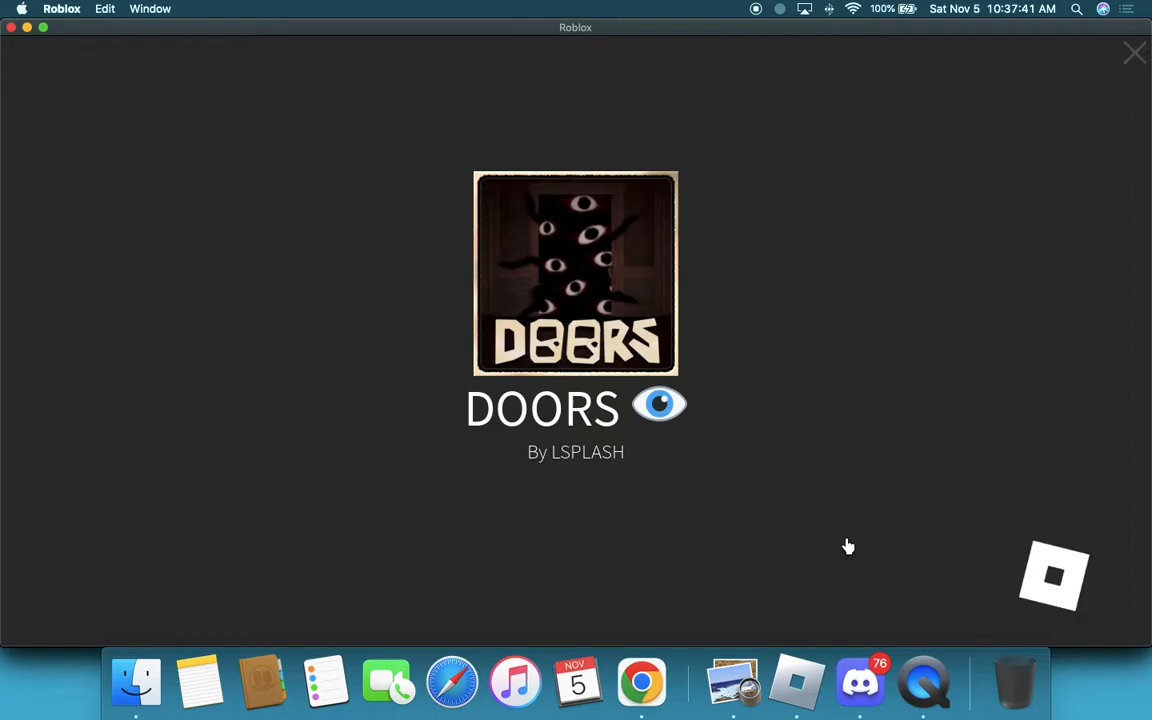 Roblox Edit Window 100% Sat Nov 5 10:37:41 AM
Roblox
DOORS
DOORS
By LSPLASH
NOV
5
76